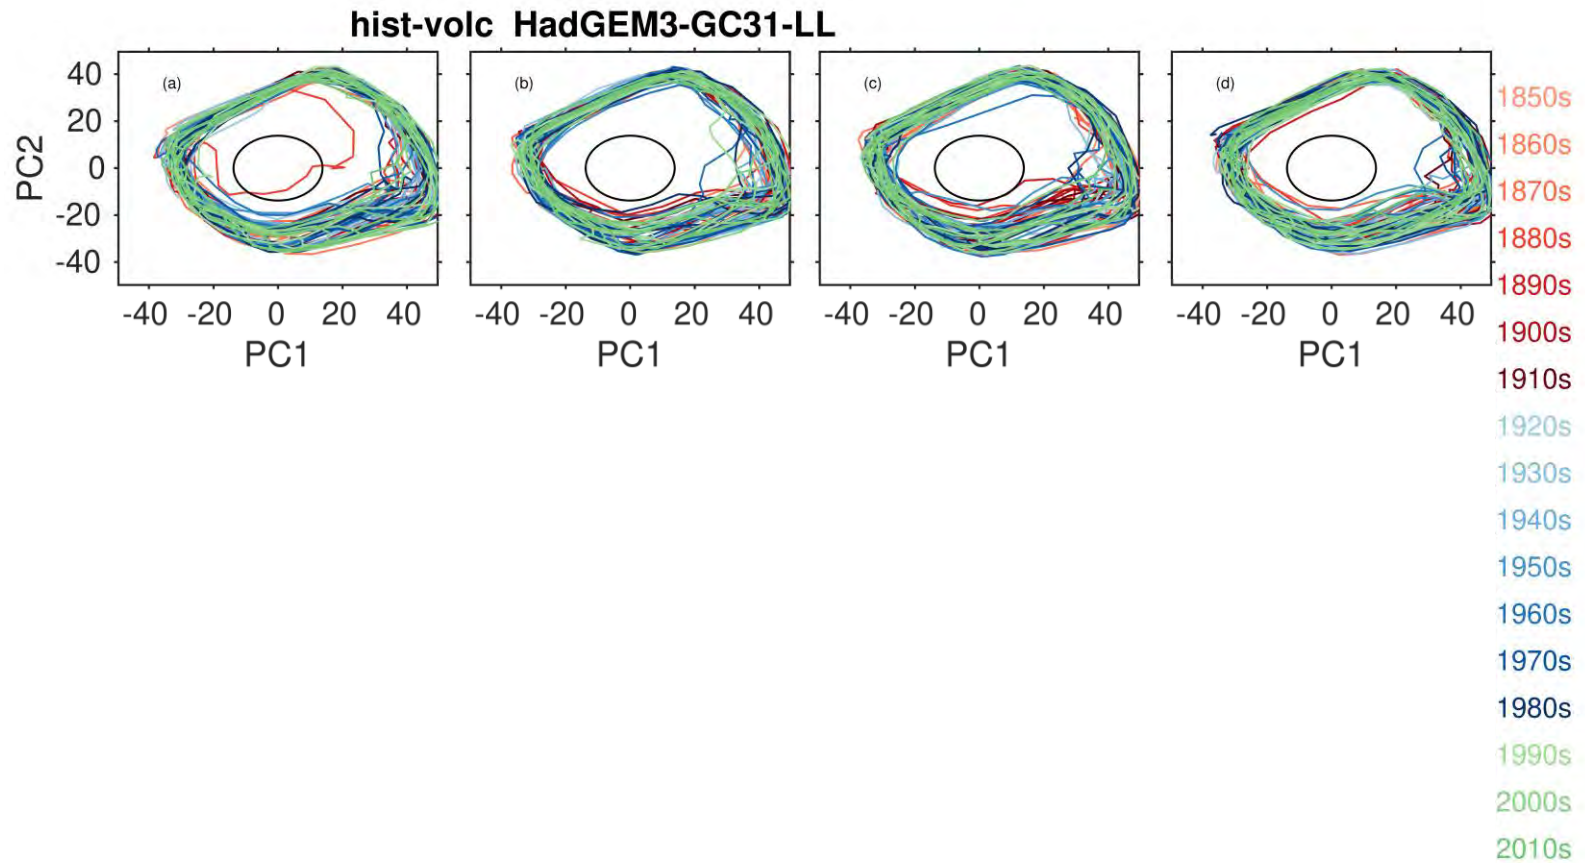 hist-volc HadGEM3-GC31-LL
(a) (b) (c) (d)
40
20
0
-20
-40
PC2
-40 -20 0 20 40 -40 -20 0 20 40 -40 -20 0 20 40 -40 -20 0 20 40
PC1 PC1 PC1 PC1
1850s
1860s
1870s
1880s
1890s
1900s
1910s
1920s
1930s
1940s
1950s
1960s
1970s
1980s
1990s
2000s
2010s